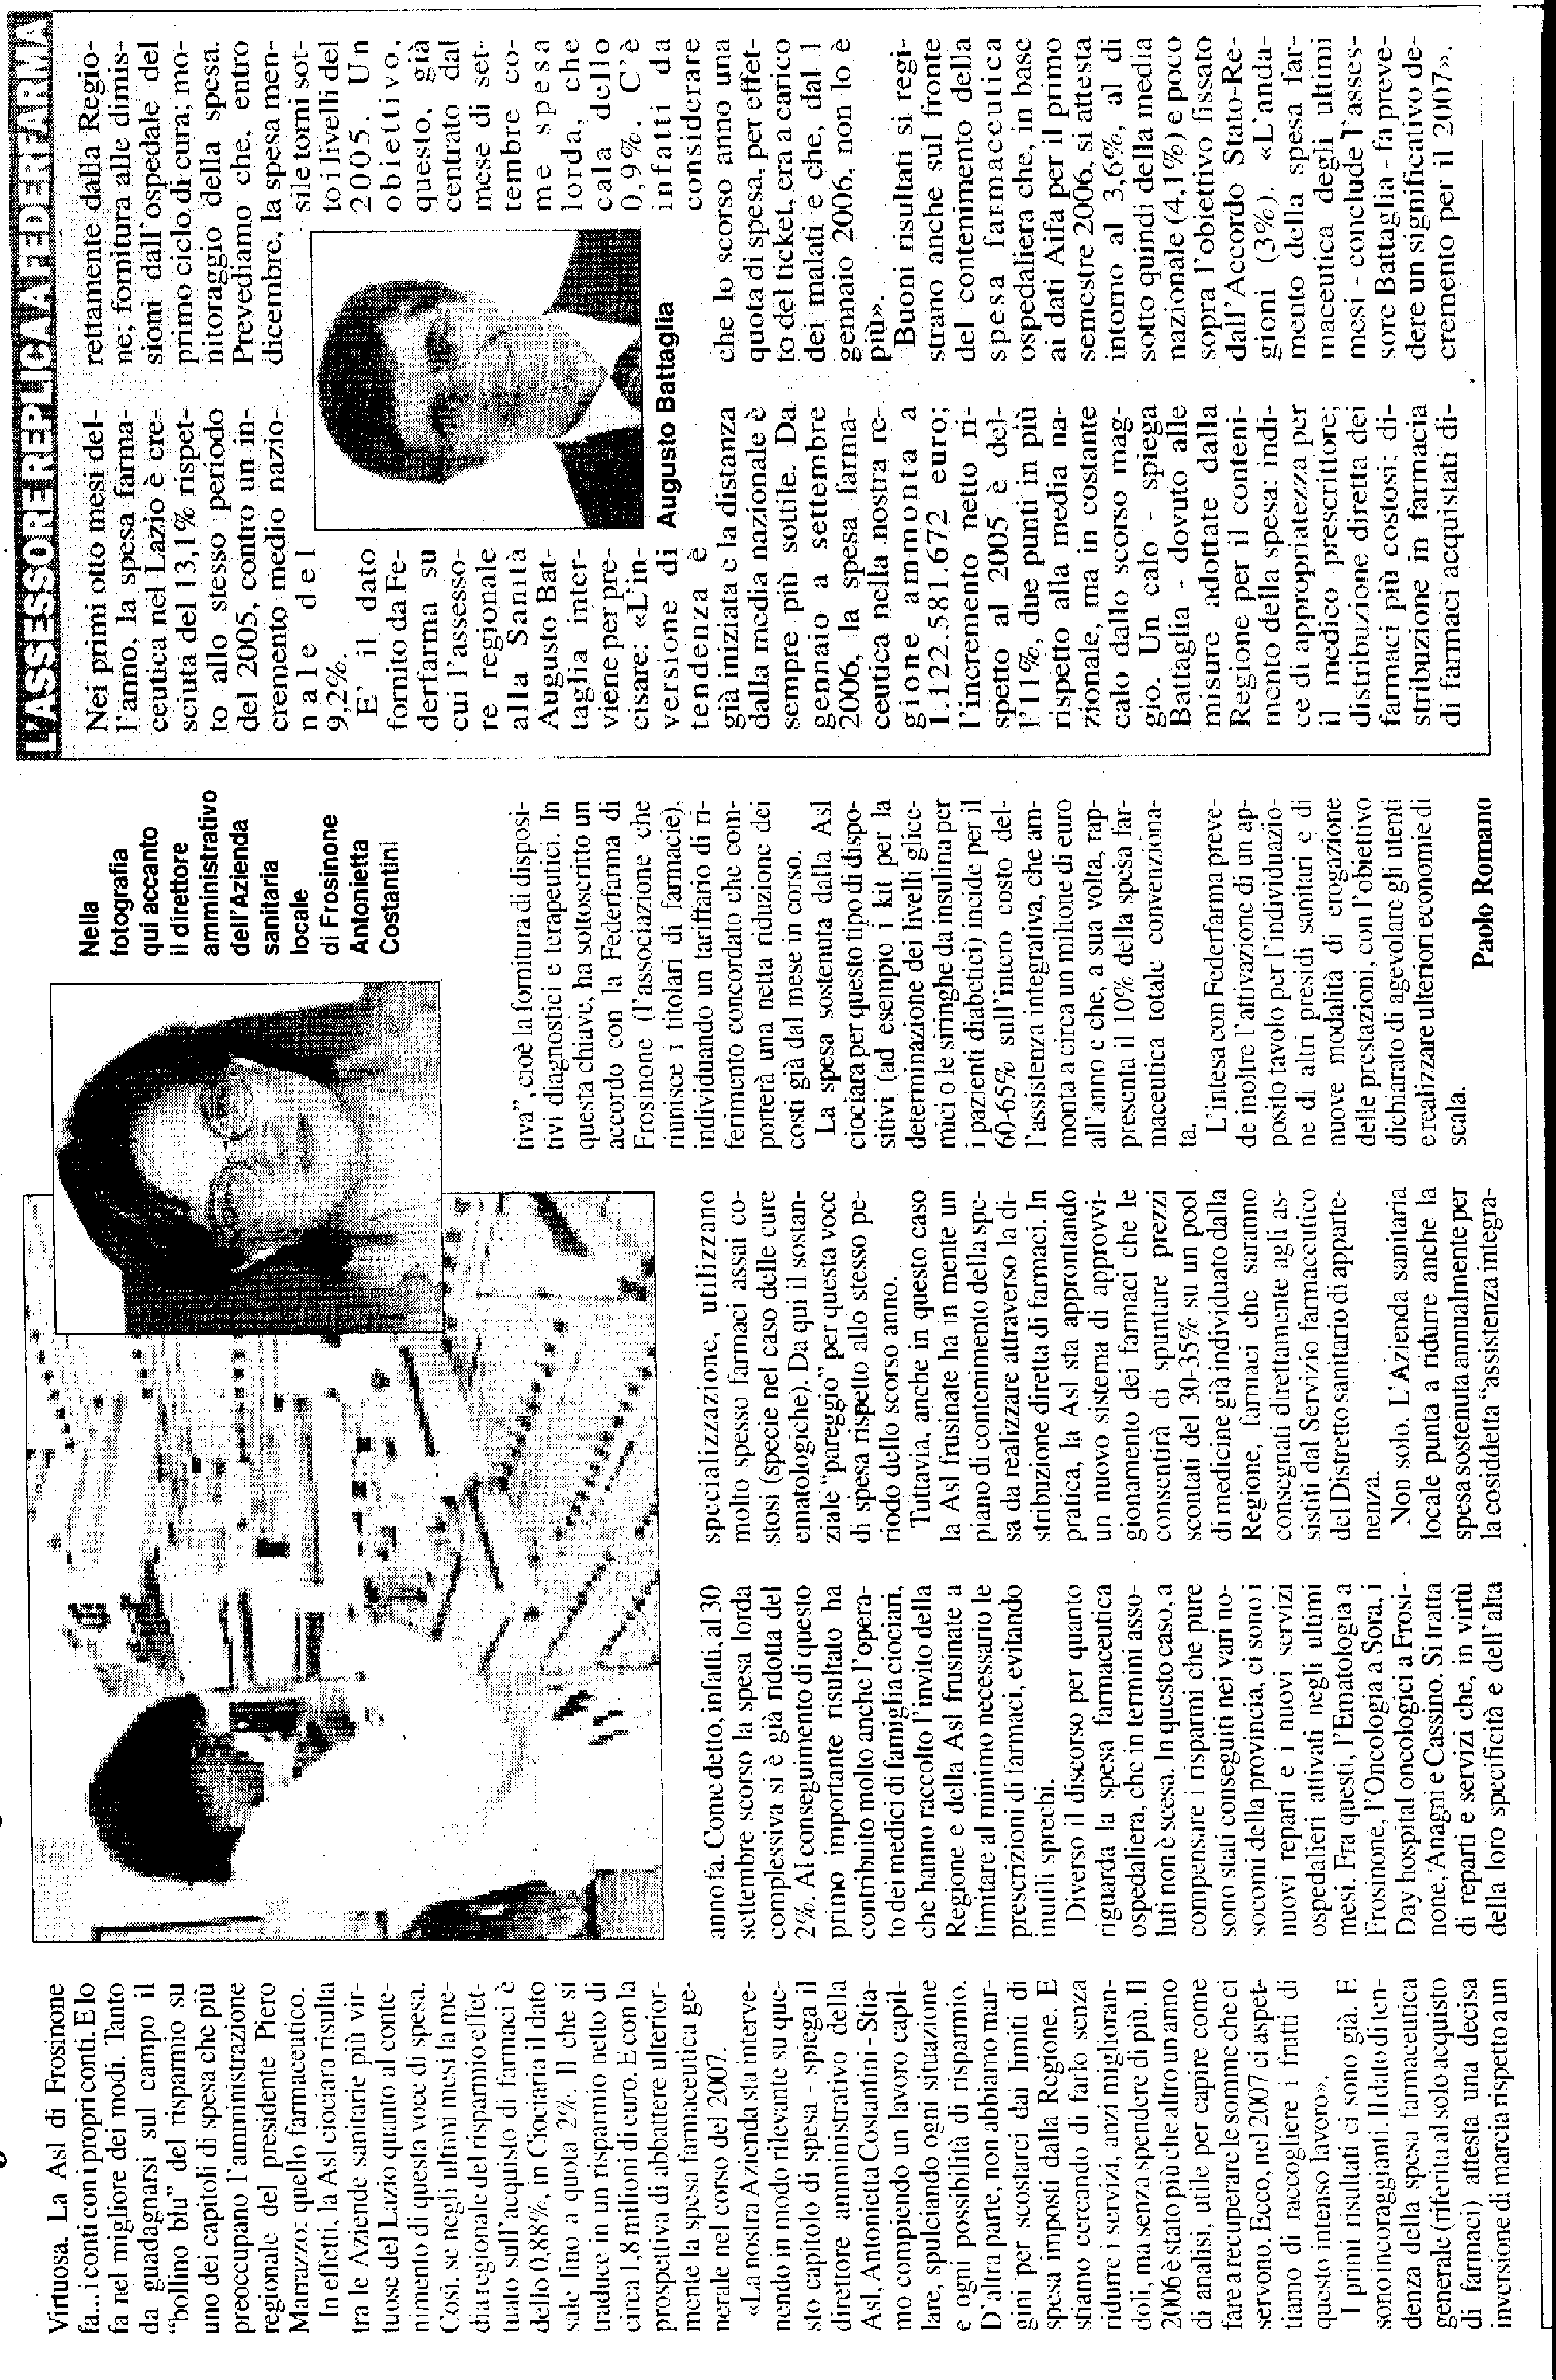 Virtuosa. La Asl di Frosinone
fa... i conti con i propri conti. E lo
fa nel migliore dei modi. Tanto
da guadagnarsi sul campo il
“bollino blu” del risparmio su
uno dei capitoli di spesa che più
preoccupano l'amministrazione
regionale del presidente Piero
Marrazzo: quello farmaceutico.
In effetti, la Asl ciociara risulta
tra le Aziende sanitarie più vir-
tuose del Lazio quanto al conte-
nimento di questa voce di spesa.
Così, se negli ultimi mesi la me-
dia regionale del risparmio effet-
tuato sull'acquisto di farmaci è
dello 0,88%, in Ciociaria il dato
sale fino a quota 2%. Il che si
traduce in un risparmio netto di
circa 1,8 milioni di euro. E con la
prospettiva di abbattere ulterior-
mente la spesa farmaceutica ge-
nerale nel corso del 2007.
«La nostra Azienda sta interve-
nendo in modo rilevante su que-
sto capitolo di spesa - spiega il
direttore amministrativo della
Asl, Antonietta Costantini - Stia-
mo compiendo un lavoro capil-
lare, spulciando ogni situazione
e ogni possibilità di risparmio.
D'altra parte, non abbiamo mar-
gini per scostarci dai limiti di
spesa imposti dalla Regione. E
stiamo cercando di farlo senza
ridurre i servizi, anzi miglioran-
doli, ma senza spendere di più. Il
2006 è stato più che altro un anno
di analisi, utile per capire come
fare a recuperare le somme che ci
servono. Ecco, nel 2007 ci aspet-
tiamo di raccogliere i frutti di
questo intenso lavoro».
I primi risultati ci sono già. E
sono incoraggianti. Il dato di ten-
denza della spesa farmaceutica
generale (riferita al solo acquisto
di farmaci) attesta una decisa
inversione di marcia rispetto a un
anno fa. Come detto, infatti, al 30
settembre scorso la spesa lorda
complessiva si è già ridotta del
2%. Al conseguimento di questo
primo importante risultato ha
contribuito molto anche l'opera-
to dei medici di famiglia ciociari,
che hanno raccolto l'invito della
Regione e della Asl frusinate a
limitare al minimo necessario le
prescrizioni di farmaci, evitando
inutili sprechi.
Diverso il discorso per quanto
riguarda la spesa farmaceutica
ospedaliera, che in termini asso-
luti non è scesa. In questo caso, a
compensare i risparmi che pure
sono stati conseguiti nei vari no-
socomi della provincia, ci sono i
nuovi reparti e i nuovi servizi
ospedalieri attivati negli ultimi
mesi. Fra questi, l'Ematologia a
Frosinone, l'Oncologia a Sora, i
Day hospital oncologici a Frosi-
none, Anagni e Cassino. Si tratta
di reparti e servizi che, in virtù
della loro specificità e dell'alta
specializzazione, utilizzano
molto spesso farmaci assai co-
stosi (specie nel caso delle cure
ematologiche). Da qui il sostan-
ziale “pareggio” per questa voce
di spesa rispetto allo stesso pe-
riodo dello scorso anno.
Tuttavia, anche in questo caso
la Asl frusinate ha in mente un
piano di contenimento della spe-
sa da realizzare attraverso la di-
stribuzione diretta di farmaci. In
pratica, la Asl sta approntando
un nuovo sistema di approvvi-
gionamento dei farmaci che le
consentirà di spuntare prezzi
scontati del 30-35% su un pool
di medicine già individuato dalla
Regione, farmaci che saranno
consegnati direttamente agli as-
sistiti dal Servizio farmaceutico
del Distretto sanitario di apparte-
nenza.
Non solo. L'Azienda sanitaria
locale punta a ridurre anche la
spesa sostenuta annualmente per
la cosiddetta “assistenza integra-
Nella
fotografia
qui accanto
il direttore
amministrativo
dell'Azienda
sanitaria
locale
di Frosinone
Antonietta
Costantini
tiva”, cioè la fornitura di disposi-
tivi diagnostici e terapeutici. In
questa chiave, ha sottoscritto un
accordo con la Federfarma di
Frosinone (l'associazione che
riunisce i titolari di farmacie),
individuando un tariffario di ri-
ferimento concordato che com-
porterà una netta riduzione dei
costi già dal mese in corso.
La spesa sostenuta dalla Asl
ciociara per questo tipo di dispo-
sitivi (ad esempio i kit per la
determinazione dei livelli glice-
mici o le siringhe da insulina per
i pazienti diabetici) incide per il
60-65% sull'intero costo del-
l'assistenza integrativa, che am-
monta a circa un milione di euro
all'anno e che, a sua volta, rap-
presenta il 10% della spesa far-
maceutica totale convenziona-
ta.
L'intesa con Federfarma preve-
de inoltre l'attivazione di un ap-
posito tavolo per l'individuazio-
ne di altri presidi sanitari e di
nuove modalità di erogazione
delle prestazioni, con l'obiettivo
dichiarato di agevolare gli utenti
e realizzare ulteriori economie di
scala.
Paolo Romano
L'ASSESSORE REPLICA A FEDERFARMA
Nei primi otto mesi del-
l'anno, la spesa farma-
ceutica nel Lazio è cre-
sciuta del 13,1% rispet-
to allo stesso periodo
del 2005, contro un in-
cremento medio nazio-
nale del
9,2%.
E' il dato
fornito da Fe-
derfarma su
cui l'assesso-
re regionale
alla Sanità
Augusto Bat-
taglia inter-
viene per pre-
cisare: «L'in-
versione di
tendenza è
già iniziata e la distanza
dalla media nazionale è
sempre più sottile. Da
gennaio a settembre
2006, la spesa farma-
ceutica nella nostra re-
gione ammonta a
1.122.581.672 euro;
l'incremento netto ri-
spetto al 2005 è del-
l'11%, due punti in più
rispetto alla media na-
zionale, ma in costante
calo dallo scorso mag-
gio. Un calo - spiega
Battaglia - dovuto alle
misure adottate dalla
Regione per il conteni-
mento della spesa: indi-
ce di appropriatezza per
il medico prescrittore;
distribuzione diretta dei
farmaci più costosi; di-
stribuzione in farmacia
di farmaci acquistati di-
Augusto Battaglia
rettamente dalla Regio-
ne; fornitura alle dimis-
sioni dall'ospedale del
primo ciclo di cura; mo-
nitoraggio della spesa.
Prevediamo che, entro
dicembre, la spesa men-
sile torni sot-
to i livelli del
2005. Un
obiettivo,
questo, già
centrato dal
mese di set-
tembre co-
me spesa
lorda, che
cala dello
0,9%. C'è
infatti da
considerare
che lo scorso anno una
quota di spesa, per effet-
to del ticket, era a carico
dei malati e che, dal 1
gennaio 2006, non lo è
più».
Buoni risultati si regi-
strano anche sul fronte
del contenimento della
spesa farmaceutica
ospedaliera che, in base
ai dati Aifa per il primo
semestre 2006, si attesta
intorno al 3,6%, al di
sotto quindi della media
nazionale (4,1%) e poco
sopra l'obiettivo fissato
dall'Accordo Stato-Re-
gioni (3%). «L'anda-
mento della spesa far-
maceutica degli ultimi
mesi - conclude l'asses-
sore Battaglia - fa preve-
dere un significativo de-
cremento per il 2007».